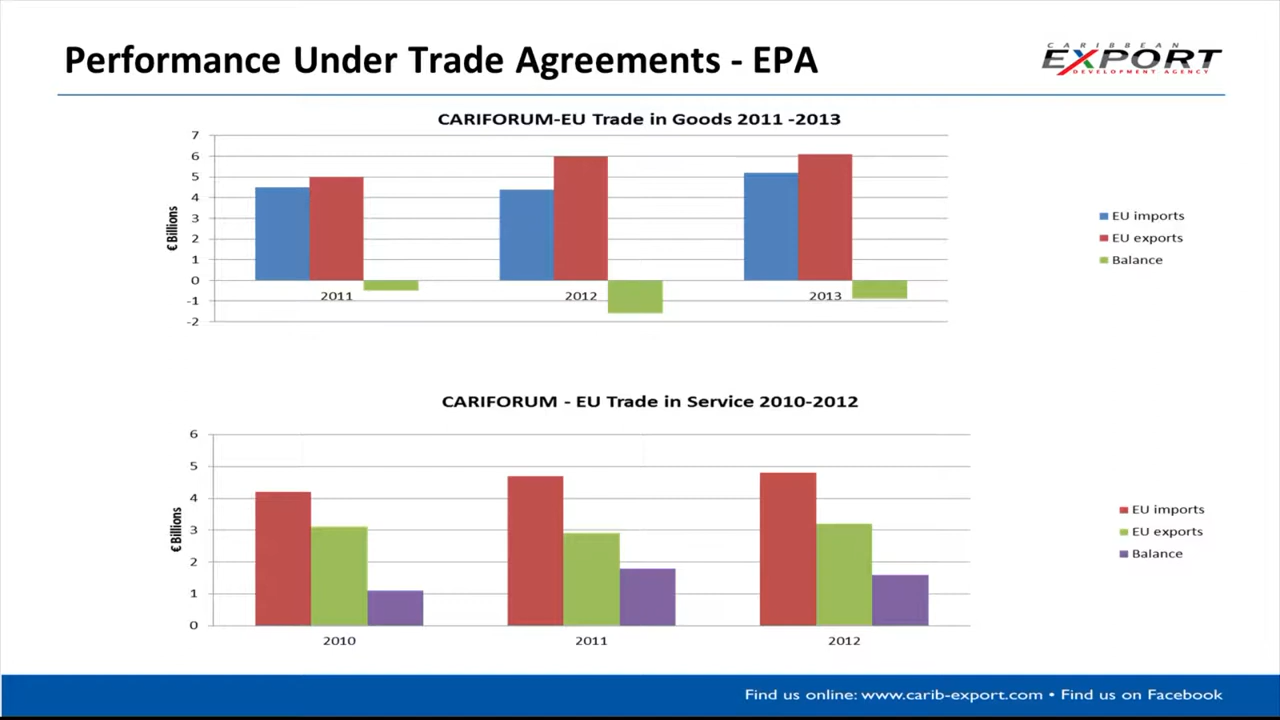 Performance Under Trade Agreements - EPA
CARIBBEAN
EXPORT
DEVELOPMENT AGENCY
CARIFORUM-EU Trade in Goods 2011 -2013
7
6
5
4
3
2
1
0
-1
-2
€ Billions
2011
2012
2013
EU imports
EU exports
Balance
CARIFORUM - EU Trade in Service 2010-2012
6
5
4
3
2
1
0
€ Billions
2010
2011
2012
EU imports
EU exports
Balance
Find us online: www.carib-export.com • Find us on Facebook